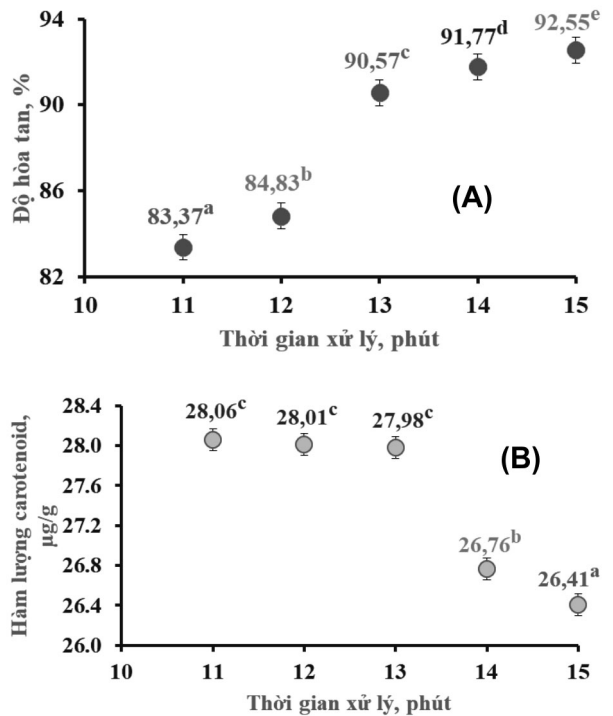 94
90
86
82
Độ hòa tan, %
83,37a
84,83b
90,57c
91,77d
92,55e
(A)
10 11 12 13 14 15
Thời gian xử lý, phút
28.4
28.0
27.6
27.2
26.8
26.4
26.0
Hàm lượng carotenoid,
µg/g
28,06c
28,01c
27,98c
26,76b
26,41a
(B)
10 11 12 13 14 15
Thời gian xử lý, phút